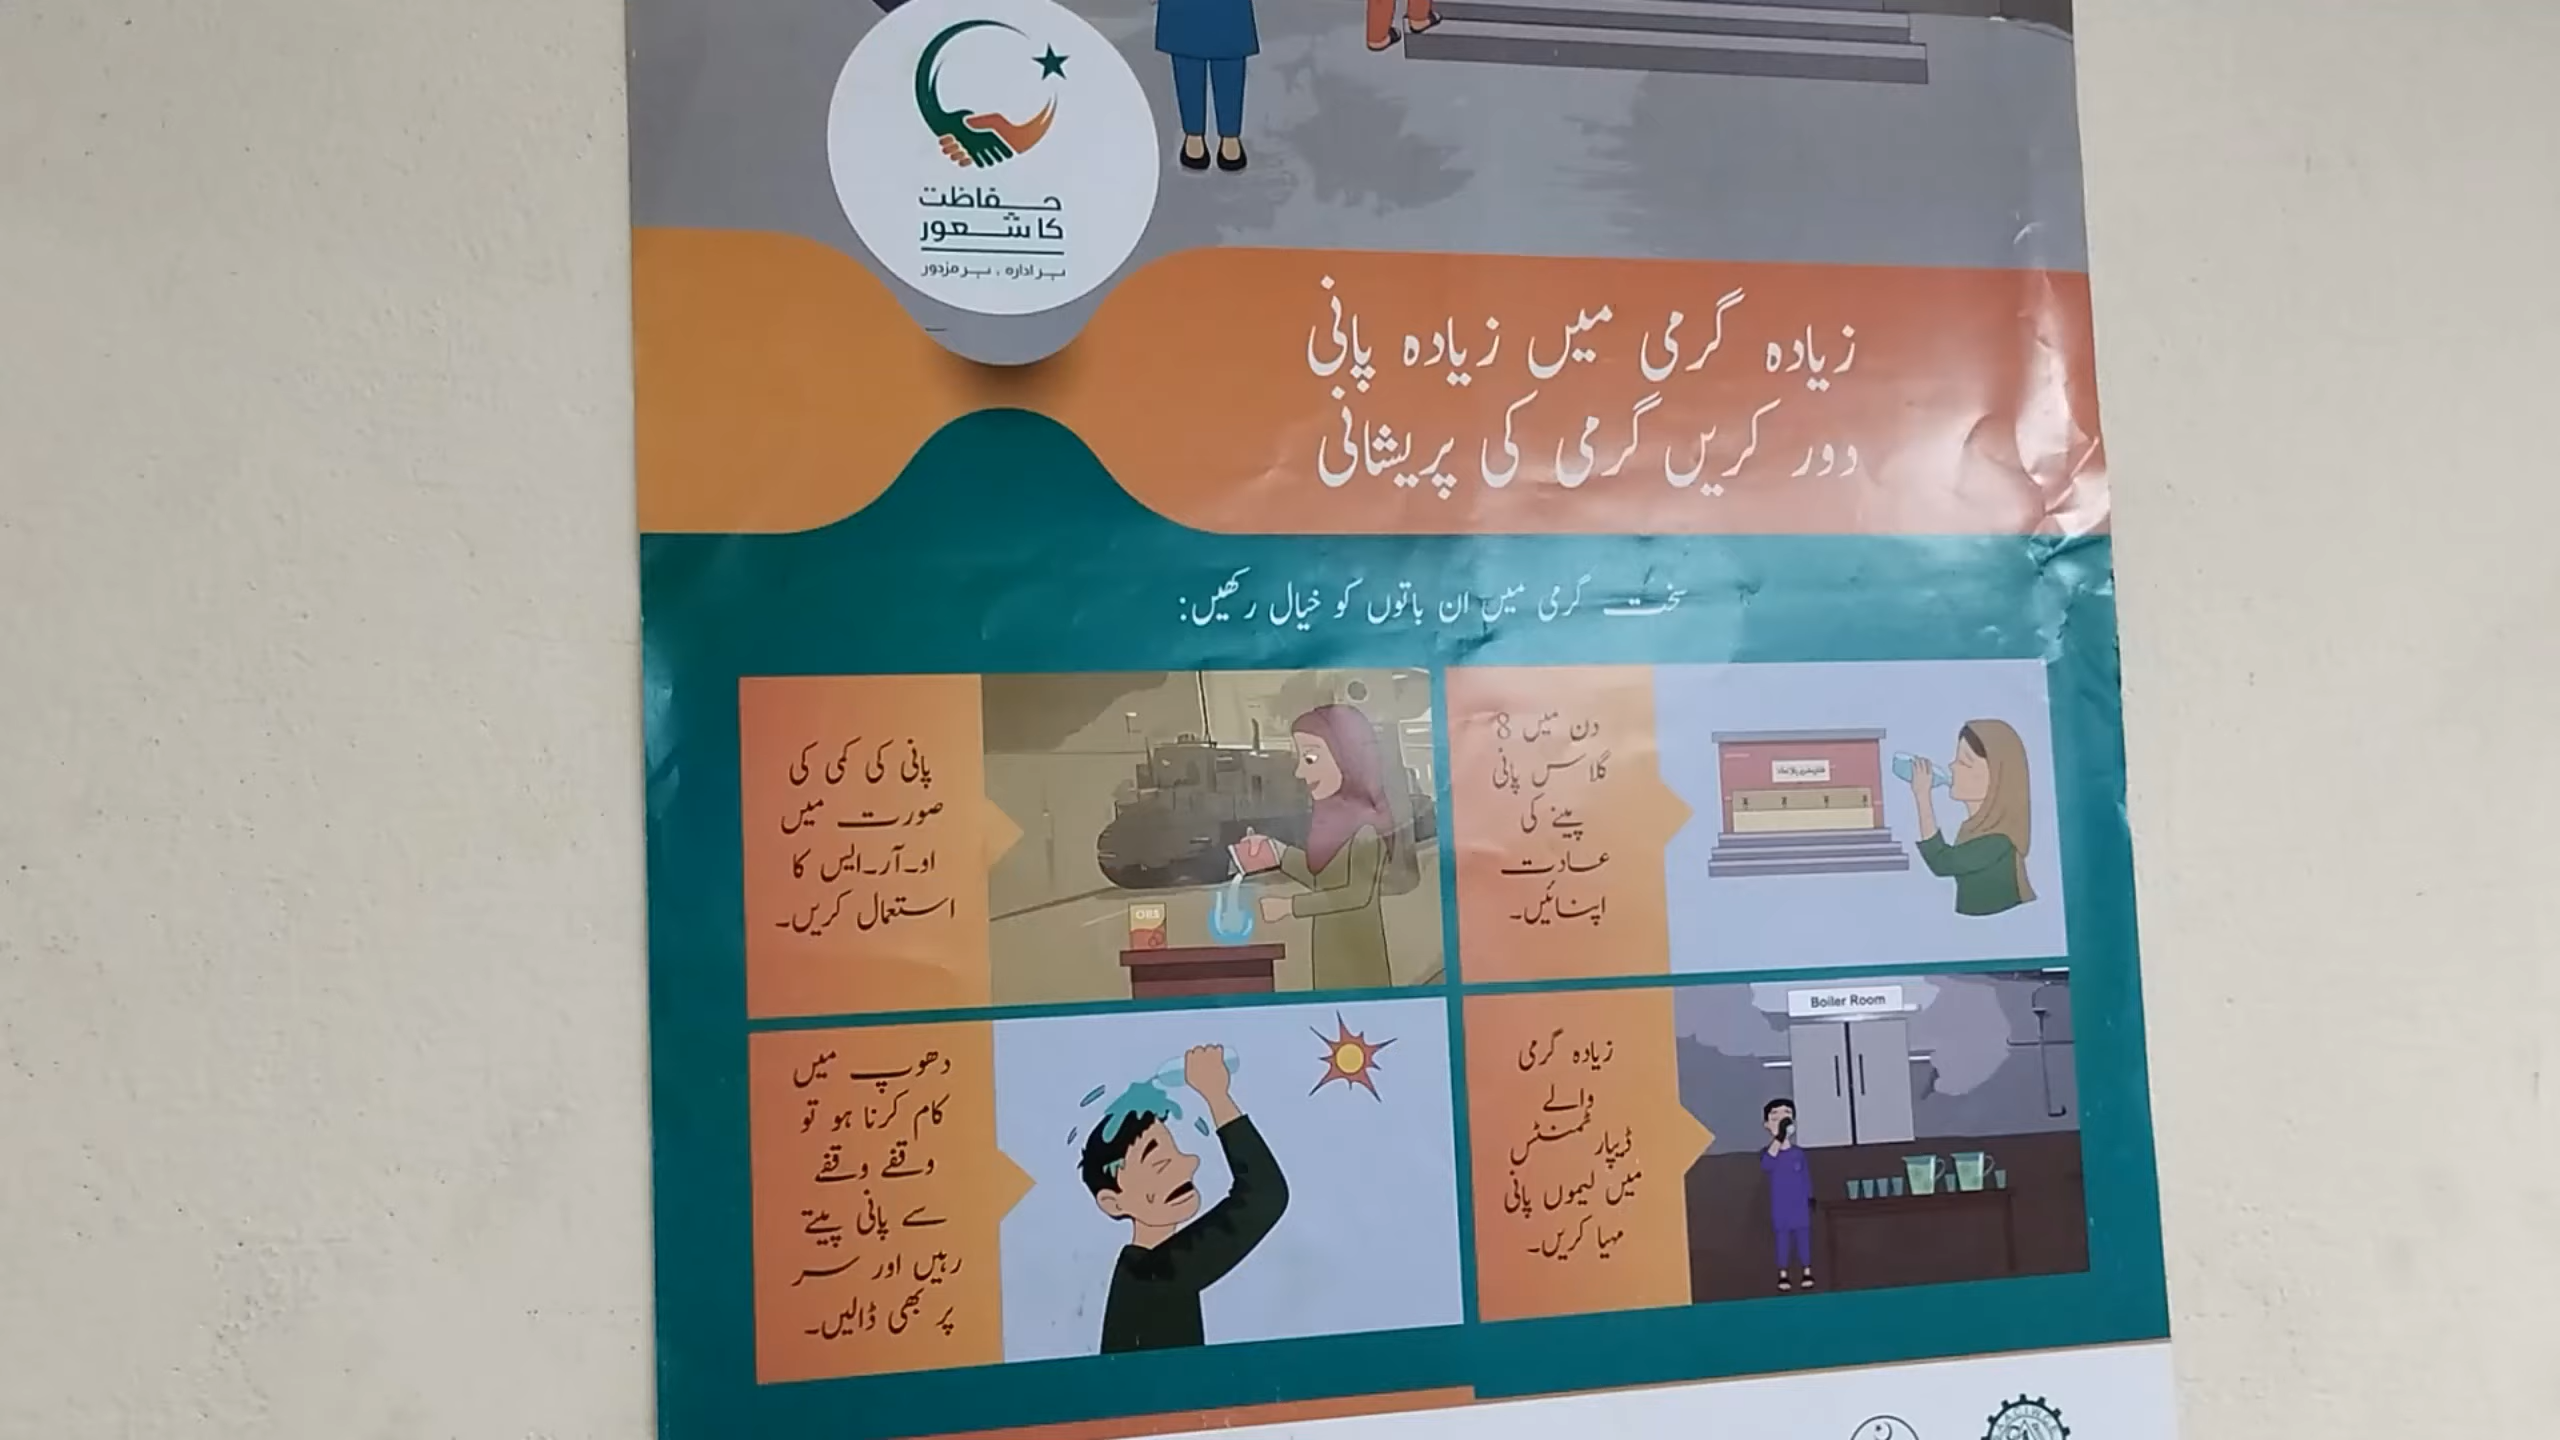 حفاظت
کا شعور
ہر ادارہ ، ہر مزدور
زیادہ گرمی میں زیادہ پانی
دور کریں گرمی کی پریشانی
سخت گرمی میں ان باتوں کو خیال رکھیں:
دن میں 8
گلاس پانی
پینے کی
عادت
اپنائیں۔
پانی کی کمی کی
صورت میں
او۔آر۔ایس کا
استعمال کریں۔
ORS
زیادہ گرمی
والے
ڈیپارٹمنٹس
میں لیموں پانی
مہیا کریں۔
Boiler Room
دھوپ میں
کام کرنا ہو تو
وقفے وقفے
سے پانی پیتے
رہیں اور سر
پر بھی ڈالیں۔